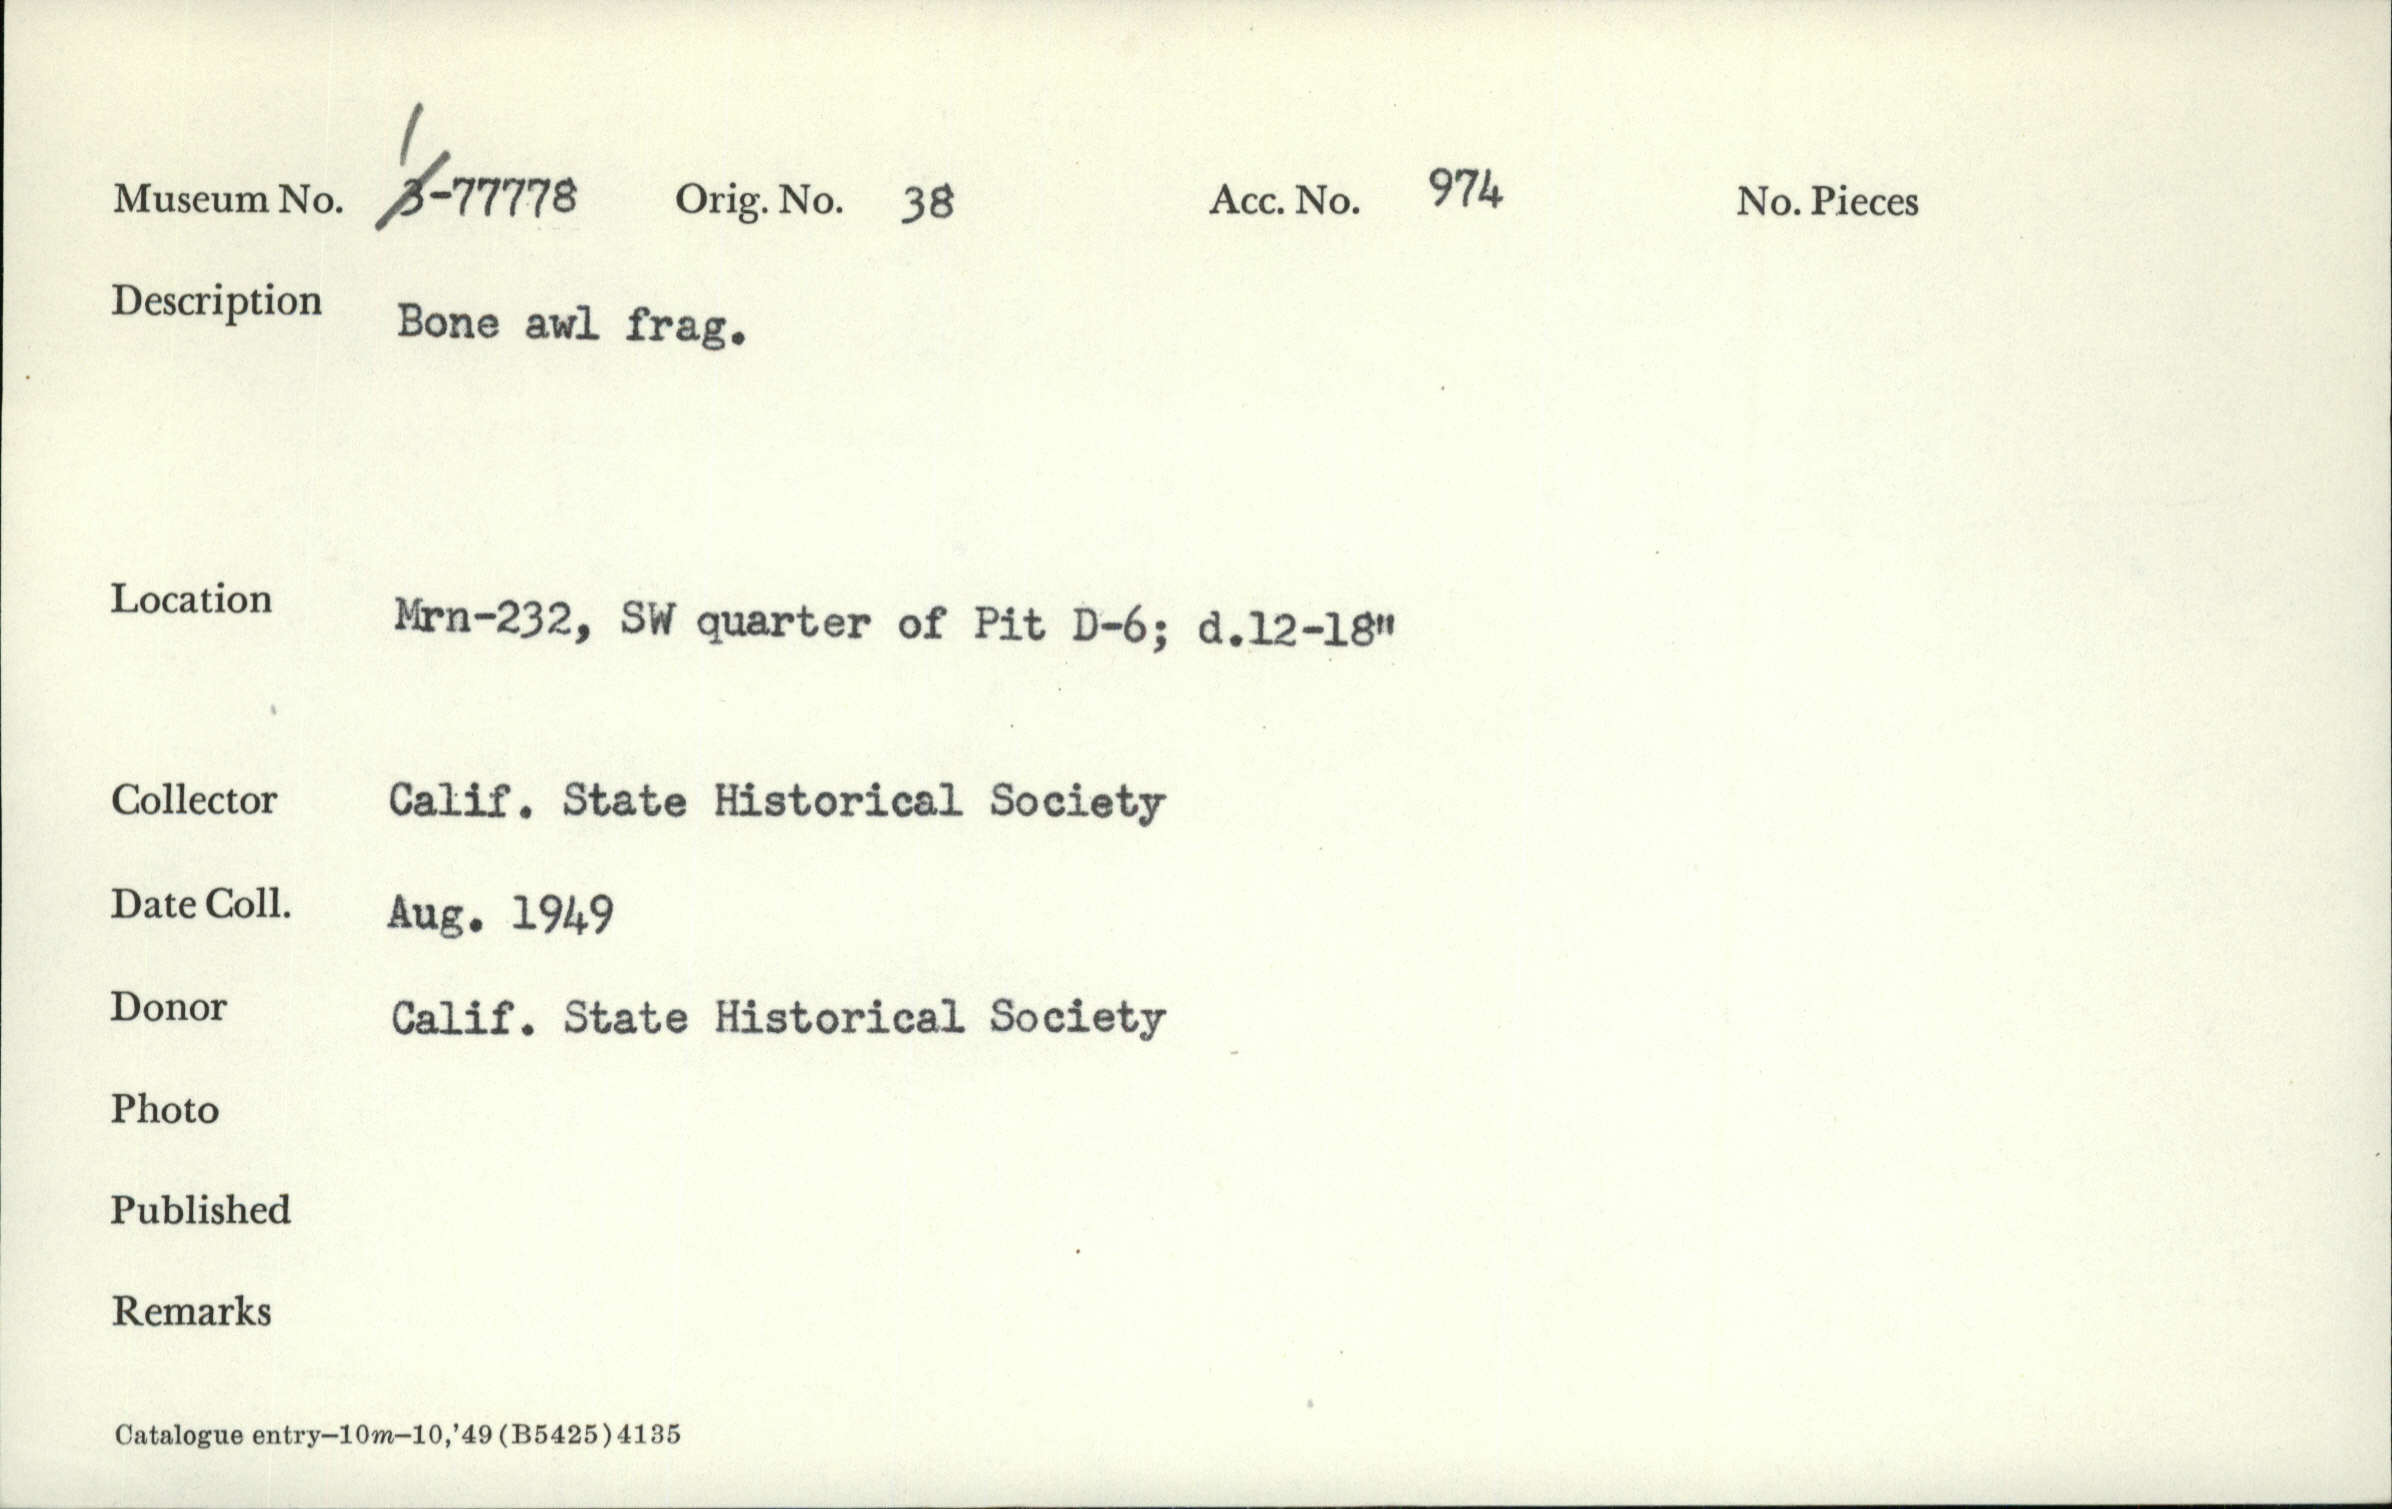 1
Museum No. 3-77778 Orig. No. 38 Acc. No. 974 No. Pieces
Description Bone awl frag.
Location Mrn-232, SW quarter of Pit D-6; d.12-18"
Collector Calif. State Historical Society
Date Coll. Aug. 1949
Donor Calif. State Historical Society
Photo
Published
Remarks
Catalogue entry—10m—10,'49 (B5425)4135